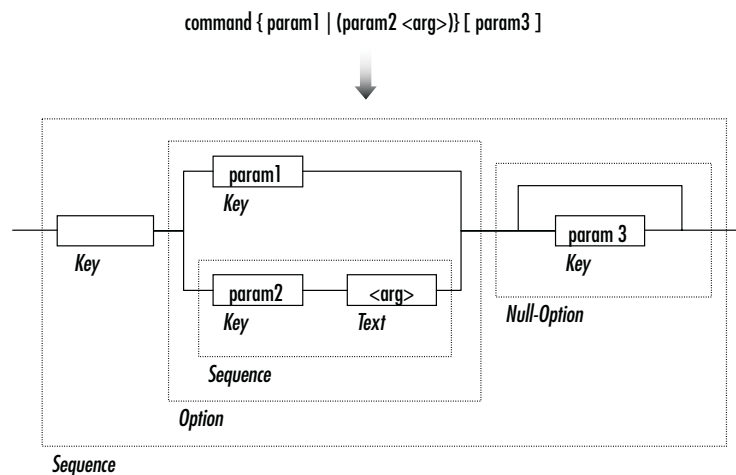 command { param1 | (param2 <arg>)} [ param3 ]
param1
Key
param 3
Key
Key
param2
<arg>
Key
Text
Null-Option
Sequence
Option
Sequence